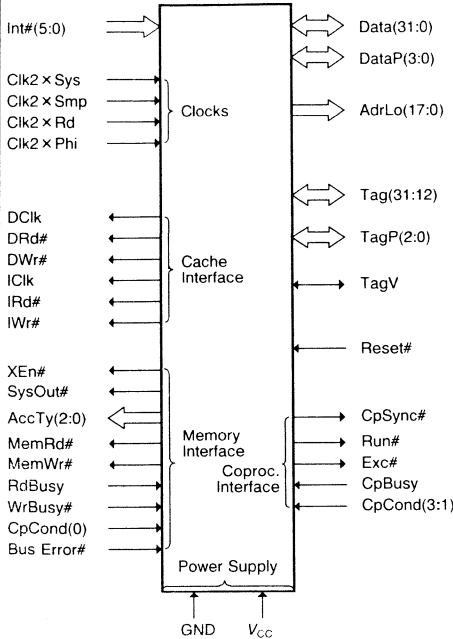 Int#(5:0)
Clk2×Sys
Clk2×Smp
Clk2×Rd
Clk2×Phi
Clocks
DClk
DRd#
DWr#
IClk
IRd#
IWr#
Cache
Interface
XEn#
SysOut#
AccTy(2:0)
MemRd#
MemWr#
RdBusy
WrBusy#
CpCond(0)
Bus Error#
Memory
Interface
Data(31:0)
DataP(3:0)
AdrLo(17:0)
Tag(31:12)
TagP(2:0)
TagV
Reset#
CpSync#
Run#
Exc#
CpBusy
CpCond(3:1)
Coproc.
Interface
Power Supply
GND
VCC